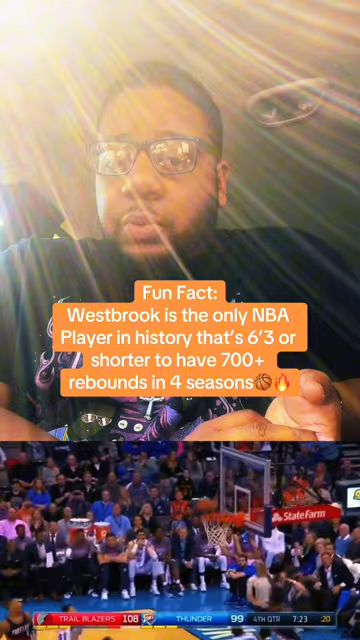 Fun Fact:
Westbrook is the only NBA
Player in history that's 6'3 or
shorter to have 700+
rebounds in 4 seasons🏀🔥
State Farm
TRAIL BLAZERS 108 THUNDER 99 4TH QTR 7:23 :20